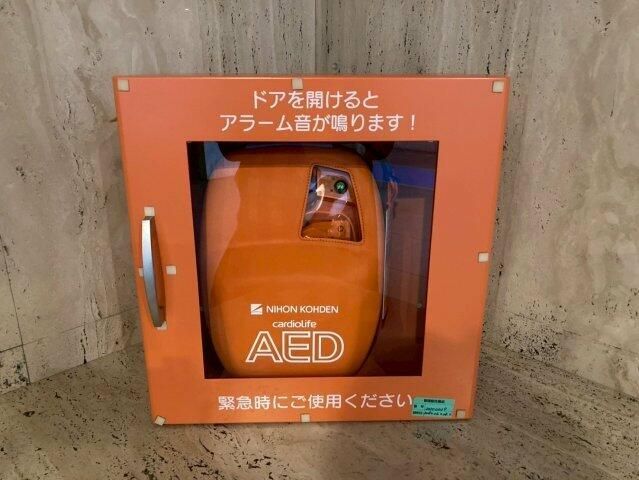 ドアを開けると
アラーム音が鳴ります！
NIHON KOHDEN
cardiolife
AED
緊急時にご使用ください